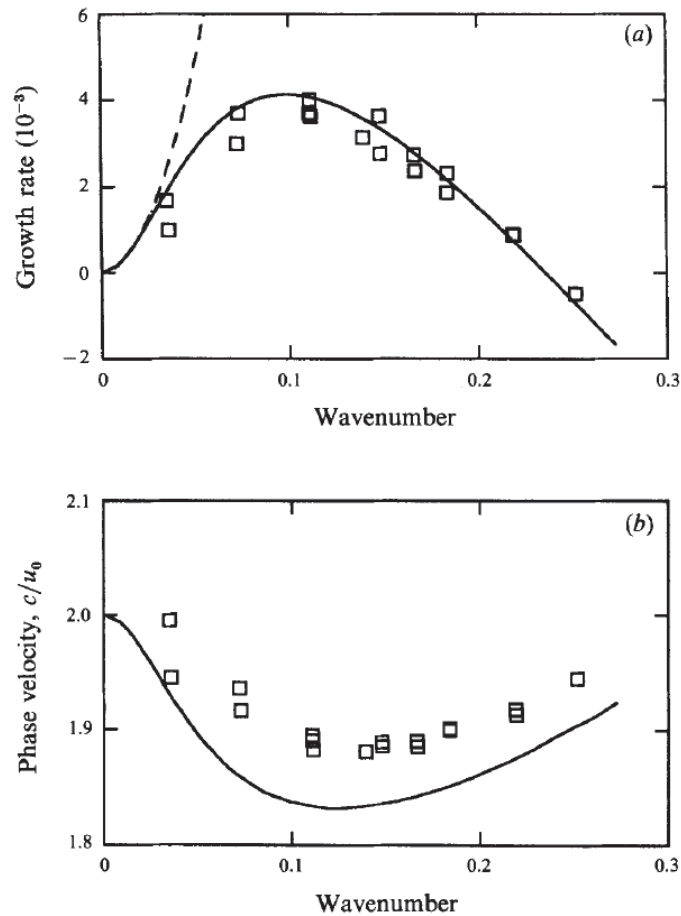 6
(a)
4
2
0
−2
Growth rate (10⁻³)
0
0.1
0.2
0.3
Wavenumber
2.1
(b)
2.0
1.9
1.8
Phase velocity, c/u₀
0
0.1
0.2
0.3
Wavenumber